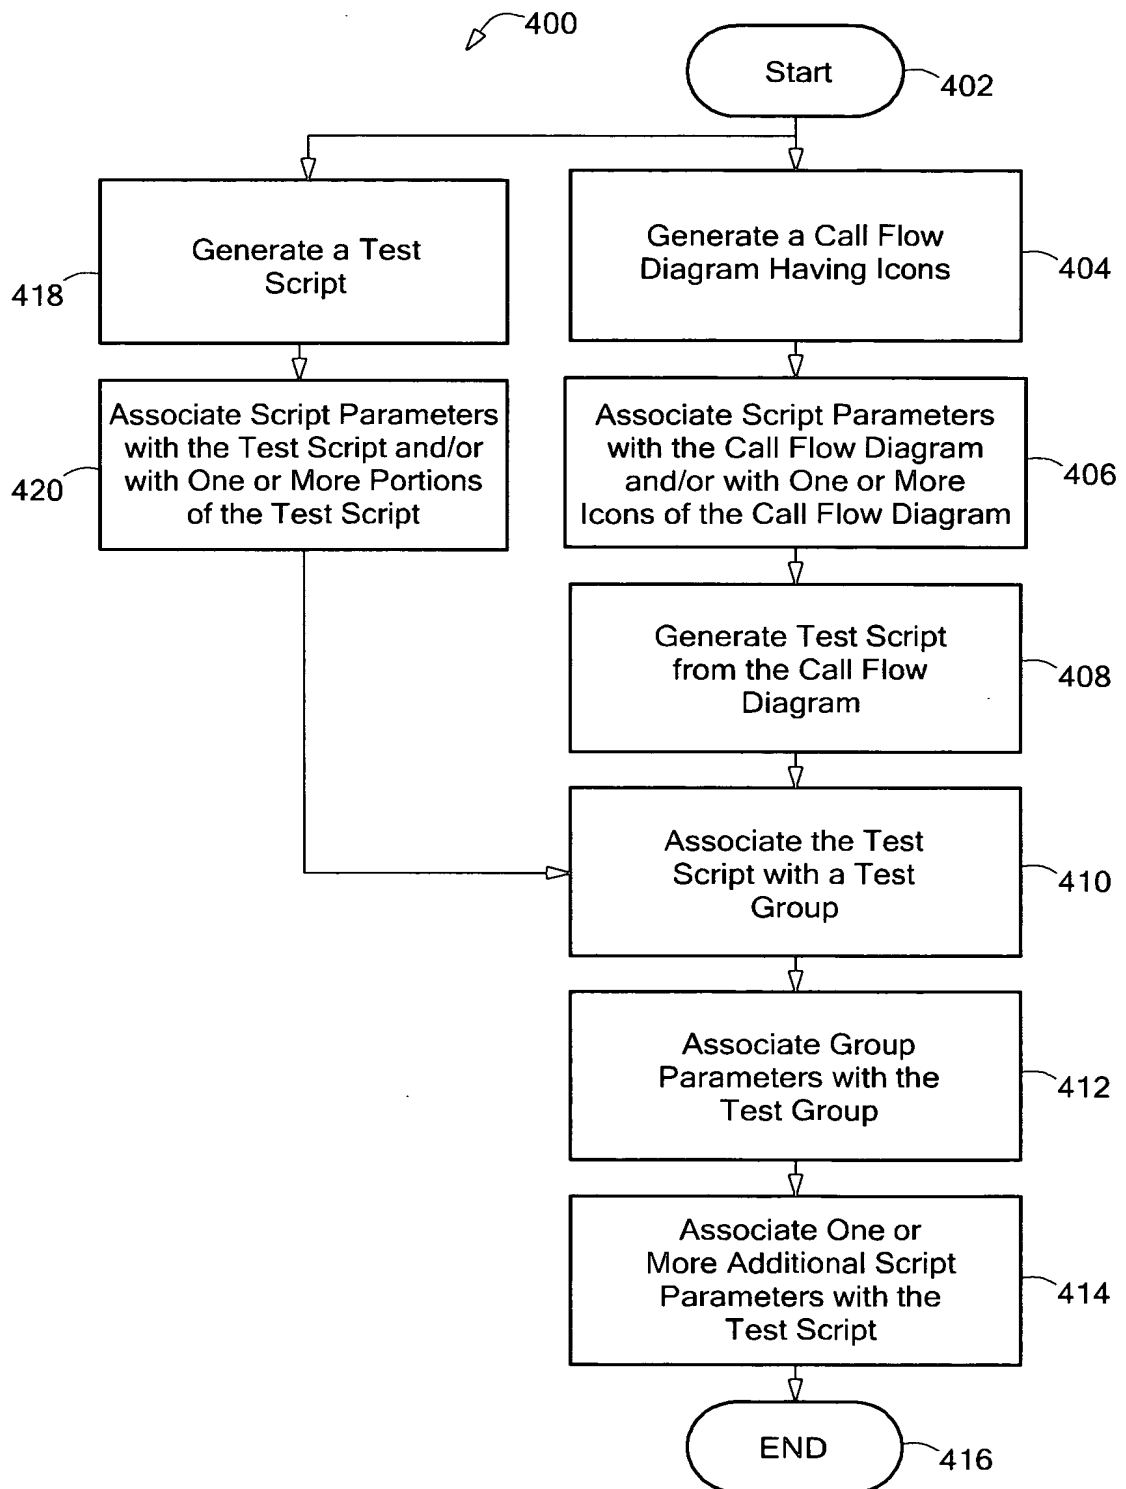 400
Start
402
Generate a Test
Script
418
Generate a Call Flow
Diagram Having Icons
404
Associate Script Parameters
with the Test Script and/or
with One or More Portions
of the Test Script
420
Associate Script Parameters
with the Call Flow Diagram
and/or with One or More
Icons of the Call Flow Diagram
406
Generate Test Script
from the Call Flow
Diagram
408
Associate the Test
Script with a Test
Group
410
Associate Group
Parameters with the
Test Group
412
Associate One or
More Additional Script
Parameters with the
Test Script
414
END
416